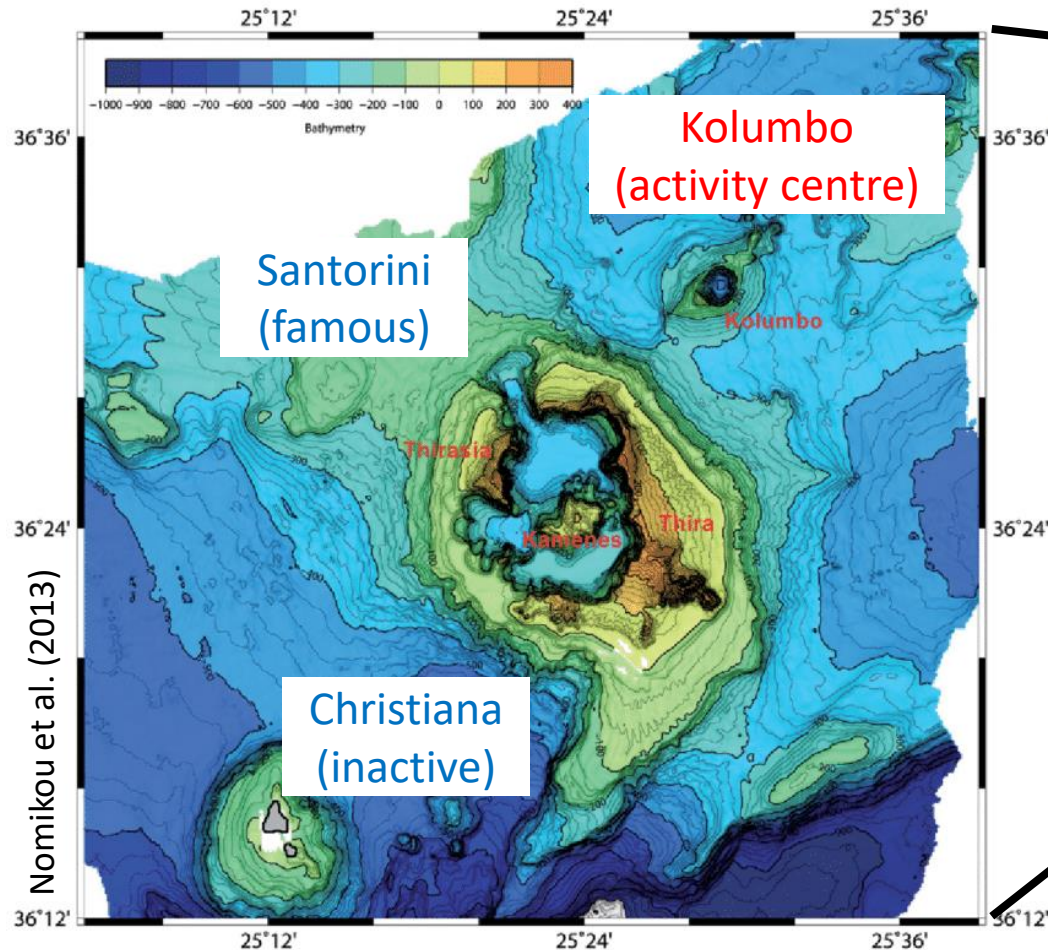 25˚12' 25˚24' 25˚36'
−1000 −900 −800 −700 −600 −500 −400 −300 −200 −100 0 100 200 300 400
Bathymetry
36˚36' 36˚36'
Kolumbo
(activity centre)
Santorini
(famous)
Kolumbo
Thirasia
Thira
Kamenes
36˚24' 36˚24'
Nomikou et al. (2013)
Christiana
(inactive)
36˚12' 36˚12'
25˚12' 25˚24' 25˚36'